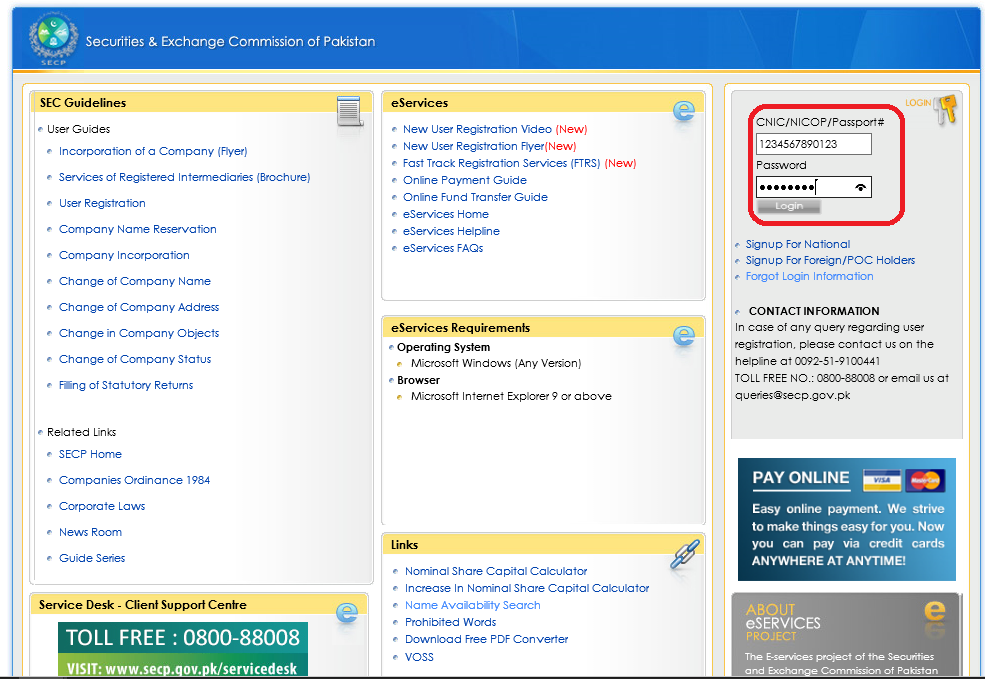 SECP
Securities & Exchange Commission of Pakistan
SEC Guidelines
User Guides
Incorporation of a Company (Flyer)
Services of Registered Intermediaries (Brochure)
User Registration
Company Name Reservation
Company Incorporation
Change of Company Name
Change of Company Address
Change in Company Objects
Change of Company Status
Filling of Statutory Returns
Related Links
SECP Home
Companies Ordinance 1984
Corporate Laws
News Room
Guide Series
Service Desk - Client Support Centre
TOLL FREE : 0800-88008
VISIT: www.secp.gov.pk/servicedesk
eServices
New User Registration Video (New)
New User Registration Flyer(New)
Fast Track Registration Services (FTRS) (New)
Online Payment Guide
Online Fund Transfer Guide
eServices Home
eServices Helpline
eServices FAQs
eServices Requirements
Operating System
Microsoft Windows (Any Version)
Browser
Microsoft Internet Explorer 9 or above
Links
Nominal Share Capital Calculator
Increase In Nominal Share Capital Calculator
Name Availability Search
Prohibited Words
Download Free PDF Converter
VOSS
LOGIN
CNIC/NICOP/Passport#
1234567890123
Password
••••••••
Login
Signup For National
Signup For Foreign/POC Holders
Forgot Login Information
CONTACT INFORMATION
In case of any query regarding user
registration, please contact us on the
helpline at 0092-51-9100441
TOLL FREE NO.: 0800-88008 or email us at
queries@secp.gov.pk
PAY ONLINE VISA MasterCard
Easy online payment. We strive
to make things easy for you. Now
you can pay via credit cards
ANYWHERE AT ANYTIME!
ABOUT
eSERVICES
PROJECT
The E-services project of the Securities
and Exchange Commission of Pakistan